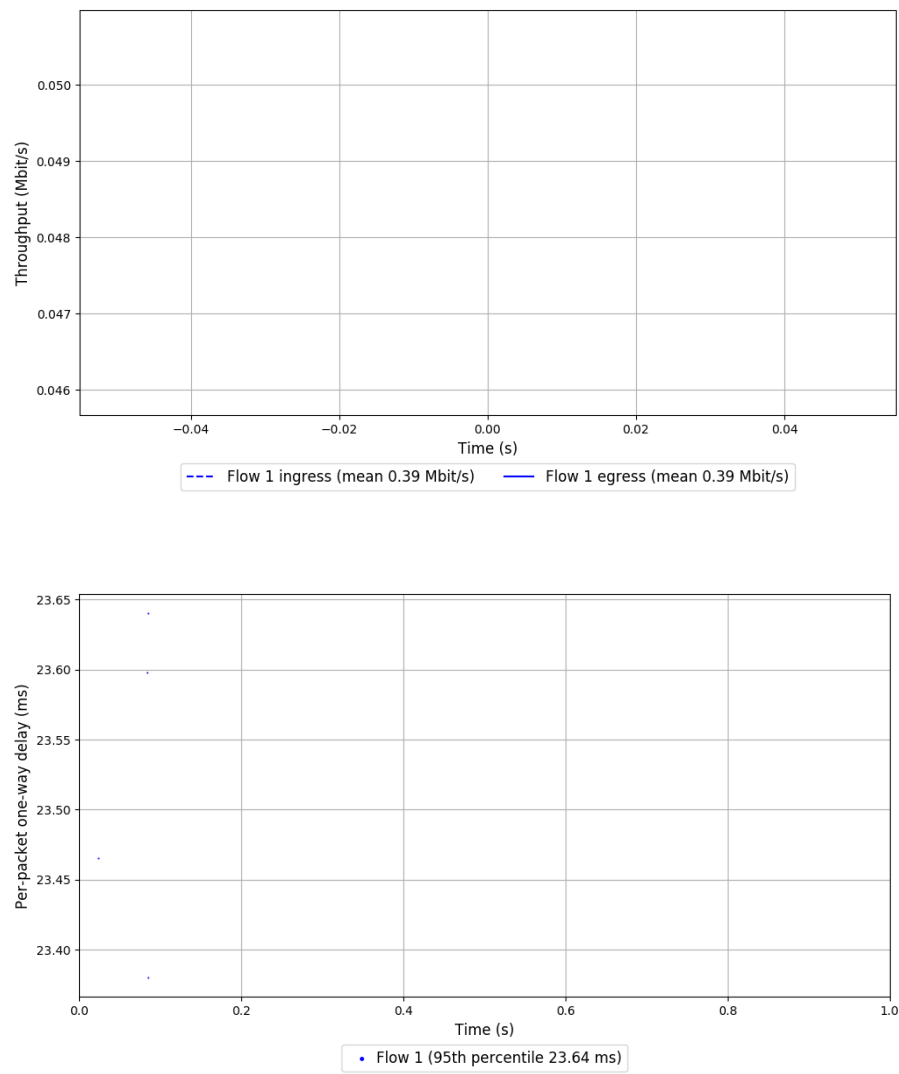 0.050
0.049
0.048
0.047
0.046
Throughput (Mbit/s)
−0.04 −0.02 0.00 0.02 0.04
Time (s)
Flow 1 ingress (mean 0.39 Mbit/s) Flow 1 egress (mean 0.39 Mbit/s)
23.65
23.60
23.55
23.50
23.45
23.40
Per-packet one-way delay (ms)
0.0 0.2 0.4 0.6 0.8 1.0
Time (s)
Flow 1 (95th percentile 23.64 ms)